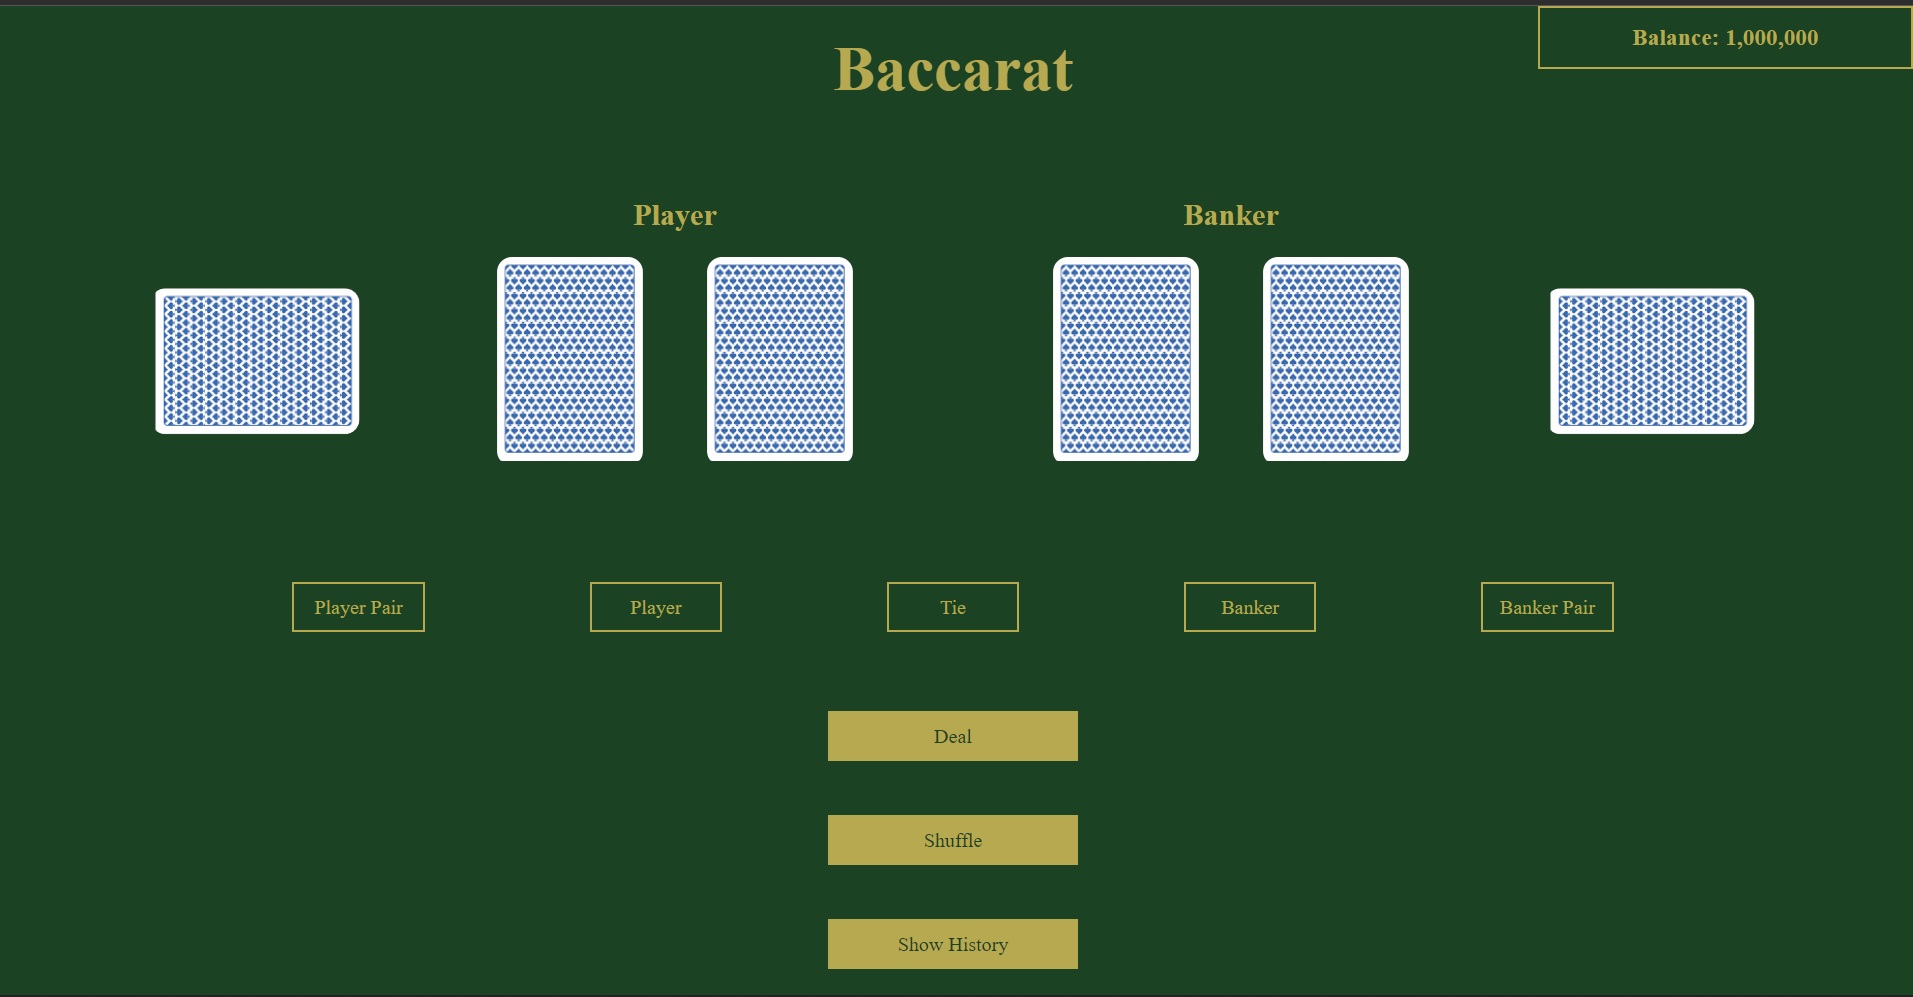 Balance: 1,000,000
Baccarat
Player
Banker
Player Pair
Player
Tie
Banker
Banker Pair
Deal
Shuffle
Show History